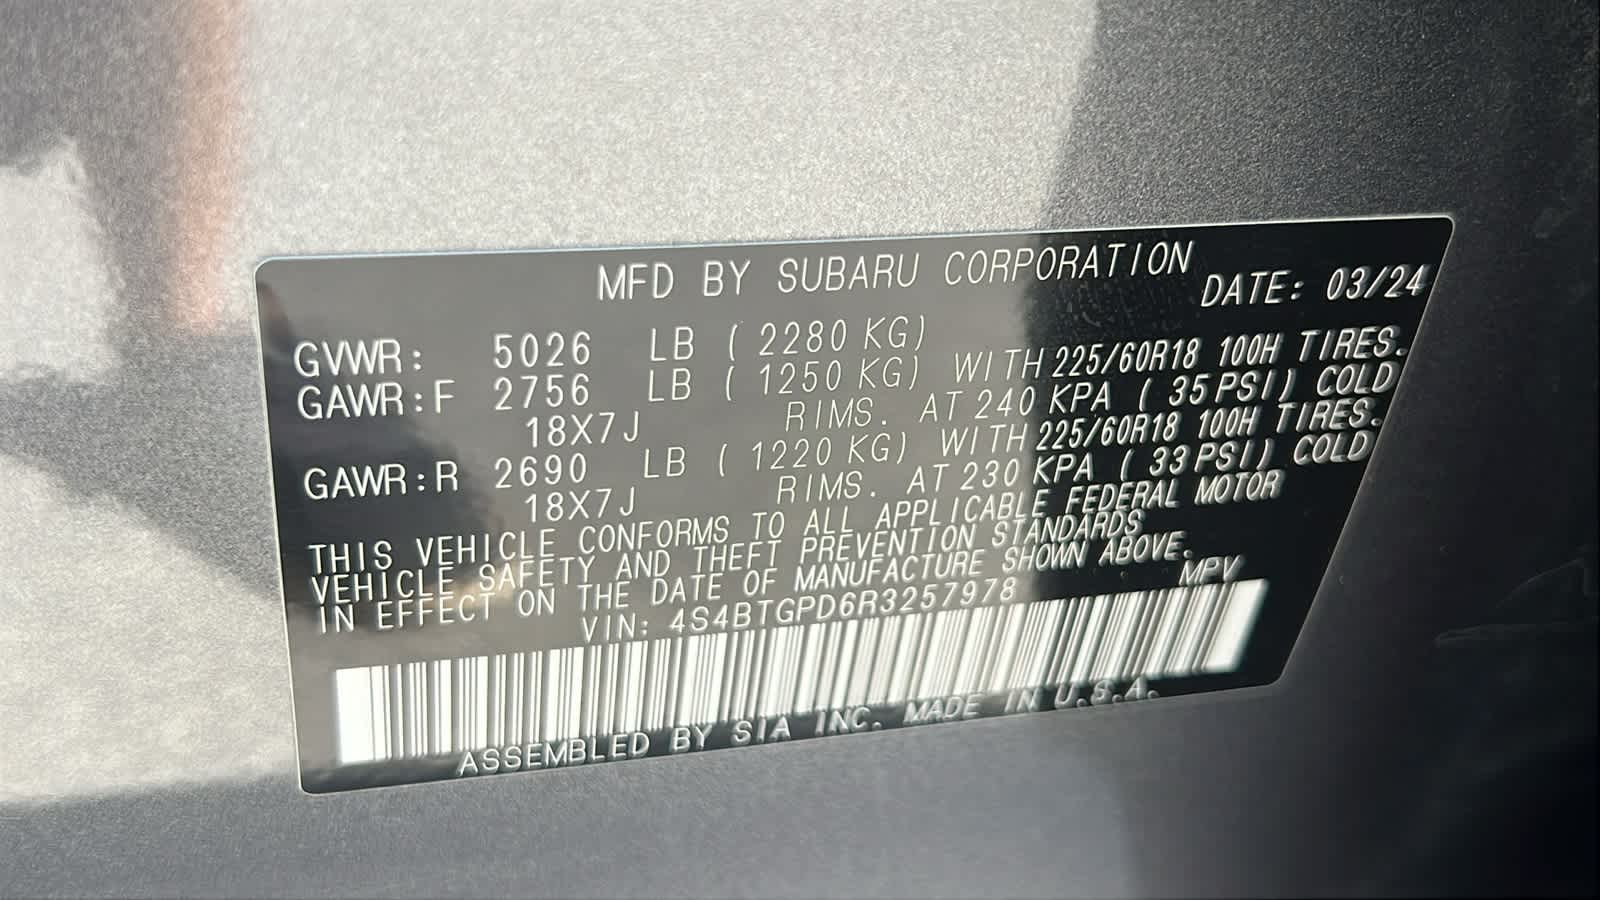 MFD BY SUBARU CORPORATION
DATE: 03/24
GVWR: 5026 LB ( 2280 KG)
GAWR:F 2756 LB ( 1250 KG) WITH 225/60R18 100H TIRES.
18X7J RIMS. AT 240 KPA ( 35 PSI) COLD
GAWR:R 2690 LB ( 1220 KG) WITH 225/60R18 100H TIRES.
18X7J RIMS. AT 230 KPA ( 33 PSI) COLD
THIS VEHICLE CONFORMS TO ALL APPLICABLE FEDERAL MOTOR
VEHICLE SAFETY AND THEFT PREVENTION STANDARDS
IN EFFECT ON THE DATE OF MANUFACTURE SHOWN ABOVE.
VIN: 4S4BTGPD6R3257978 MPV
ASSEMBLED BY SIA INC. MADE IN U.S.A.